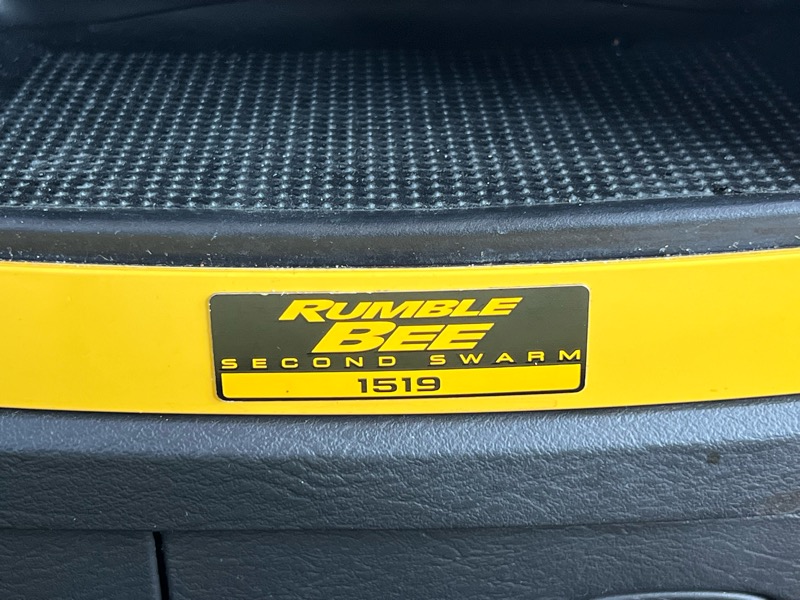 RUMBLE
BEE
SECOND SWARM
1519